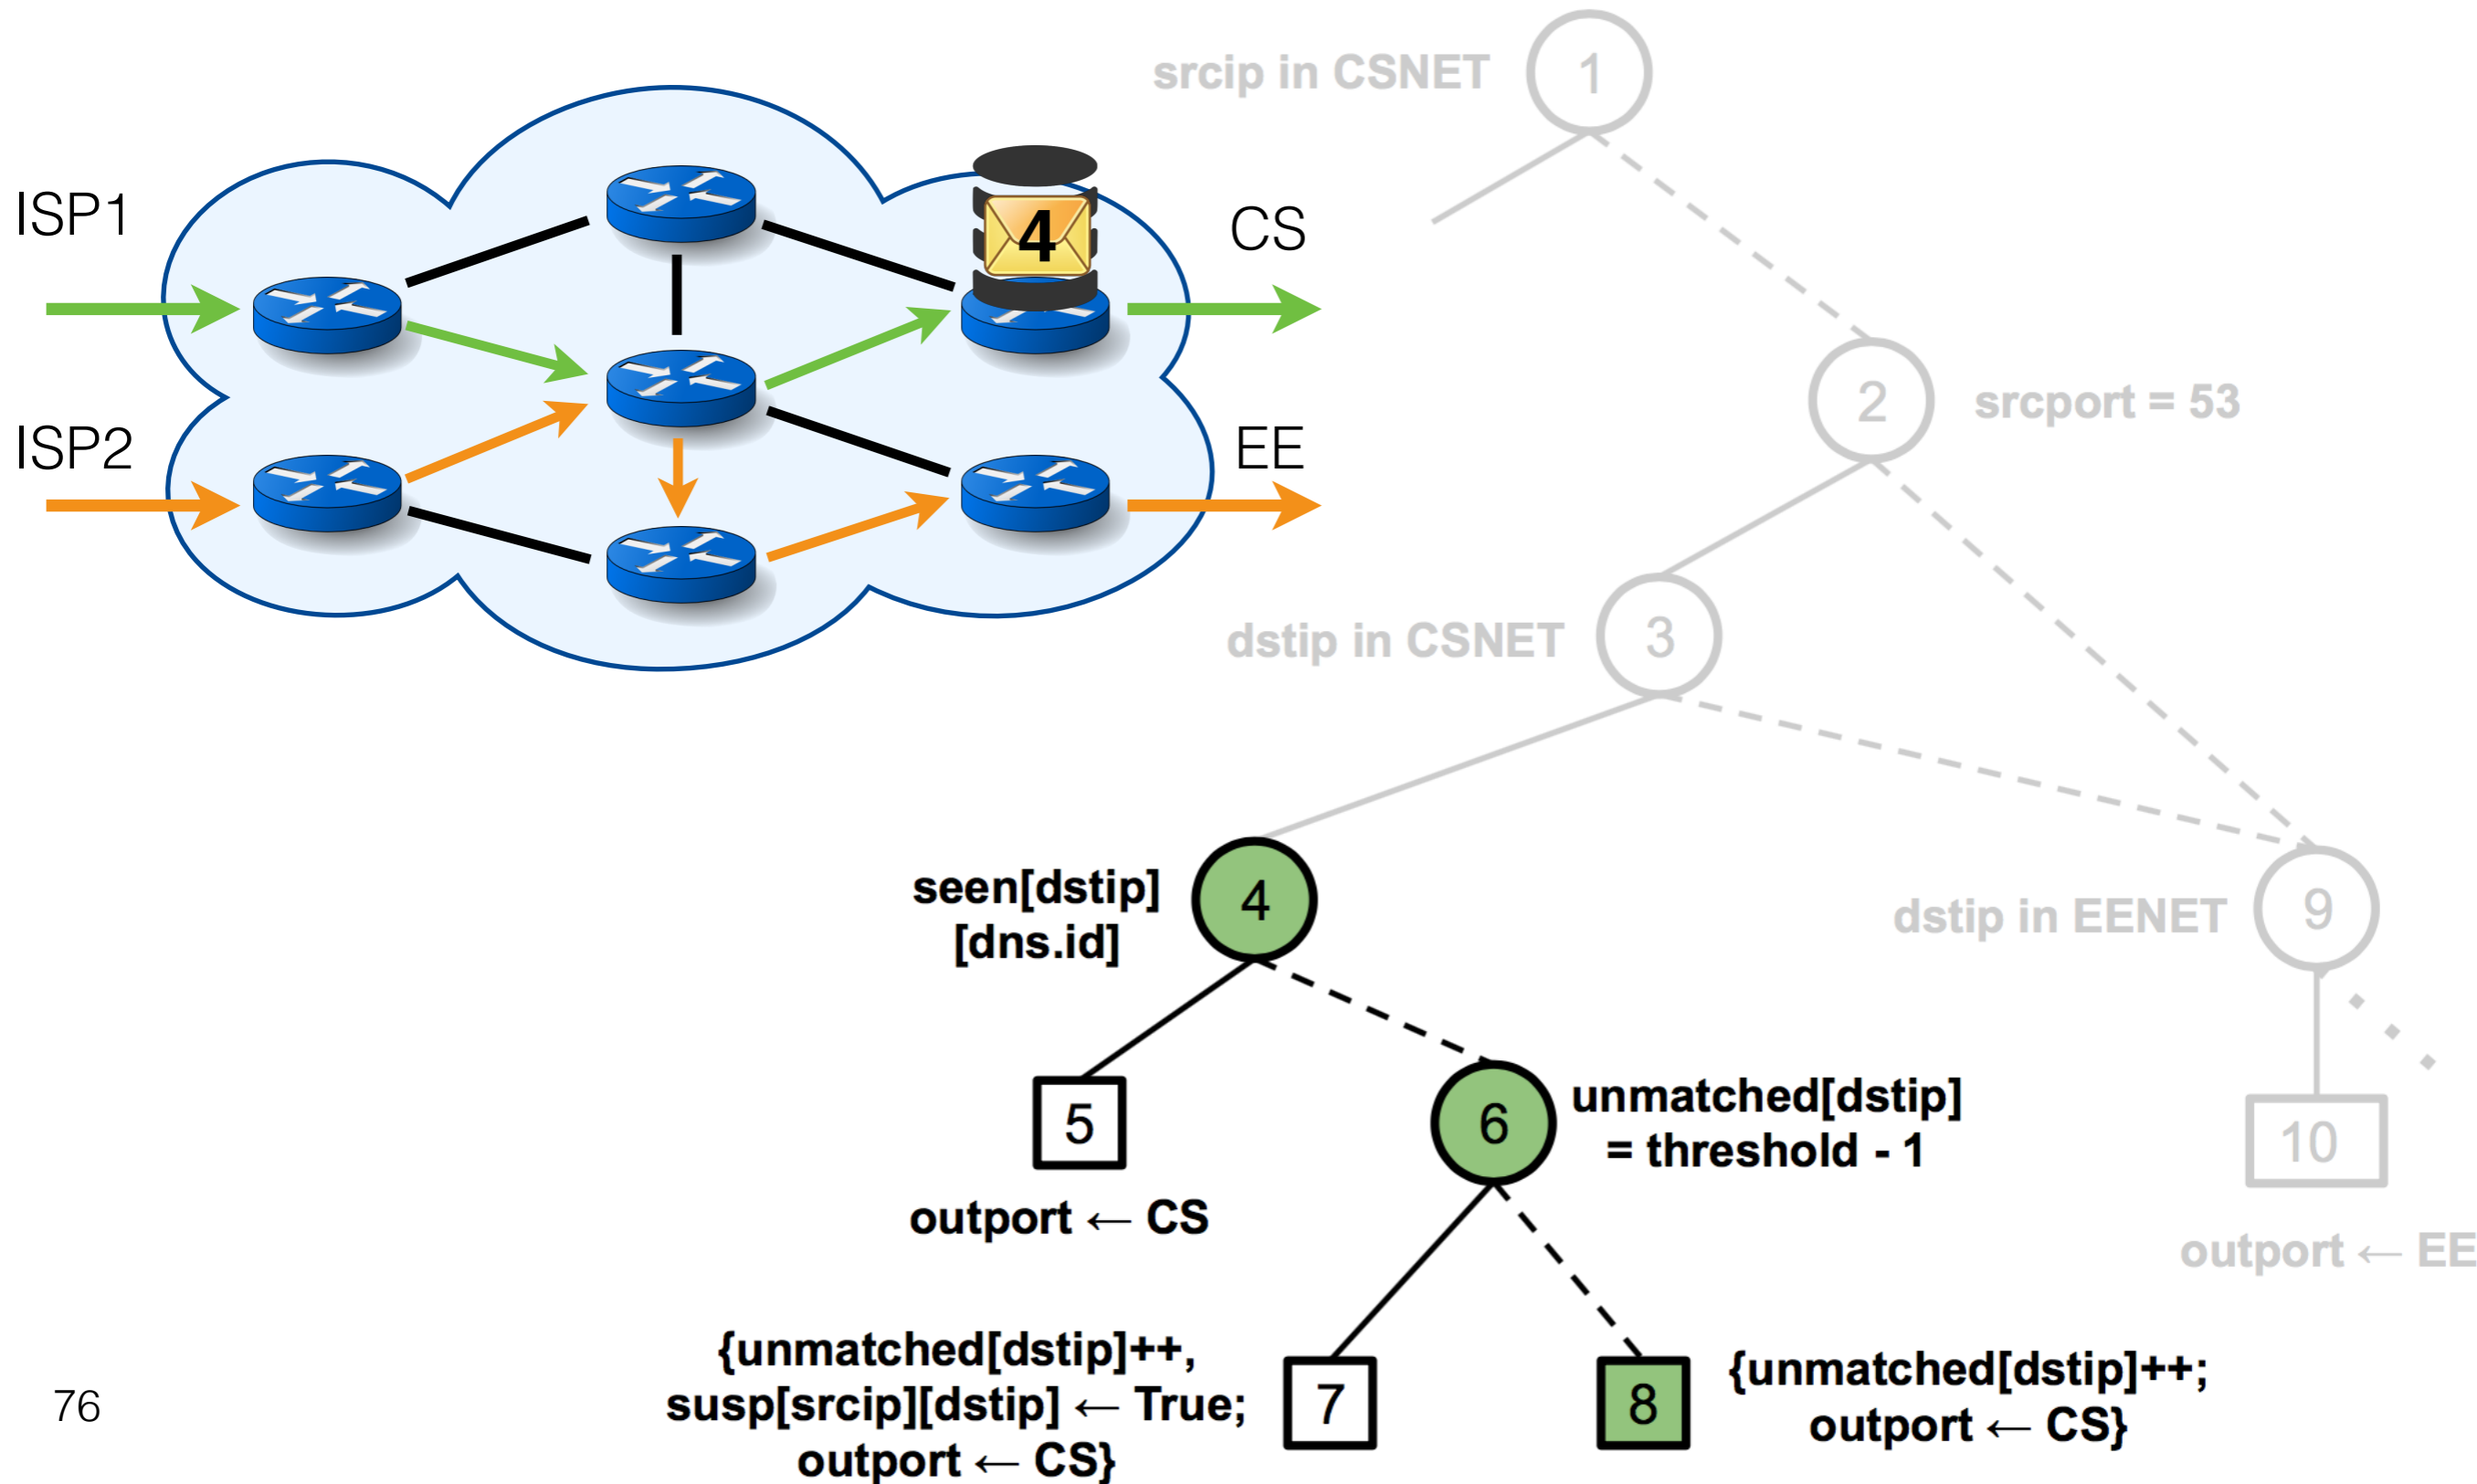 srcip in CSNET
1
ISP1
CS
4
2
srcport = 53
ISP2
EE
dstip in CSNET
3
seen[dstip]
[dns.id]
4
dstip in EENET
9
5
6
unmatched[dstip]
= threshold - 1
10
outport ← CS
outport ← EE
{unmatched[dstip]++,
susp[srcip][dstip] ← True;
outport ← CS}
7
8
{unmatched[dstip]++;
outport ← CS}
76